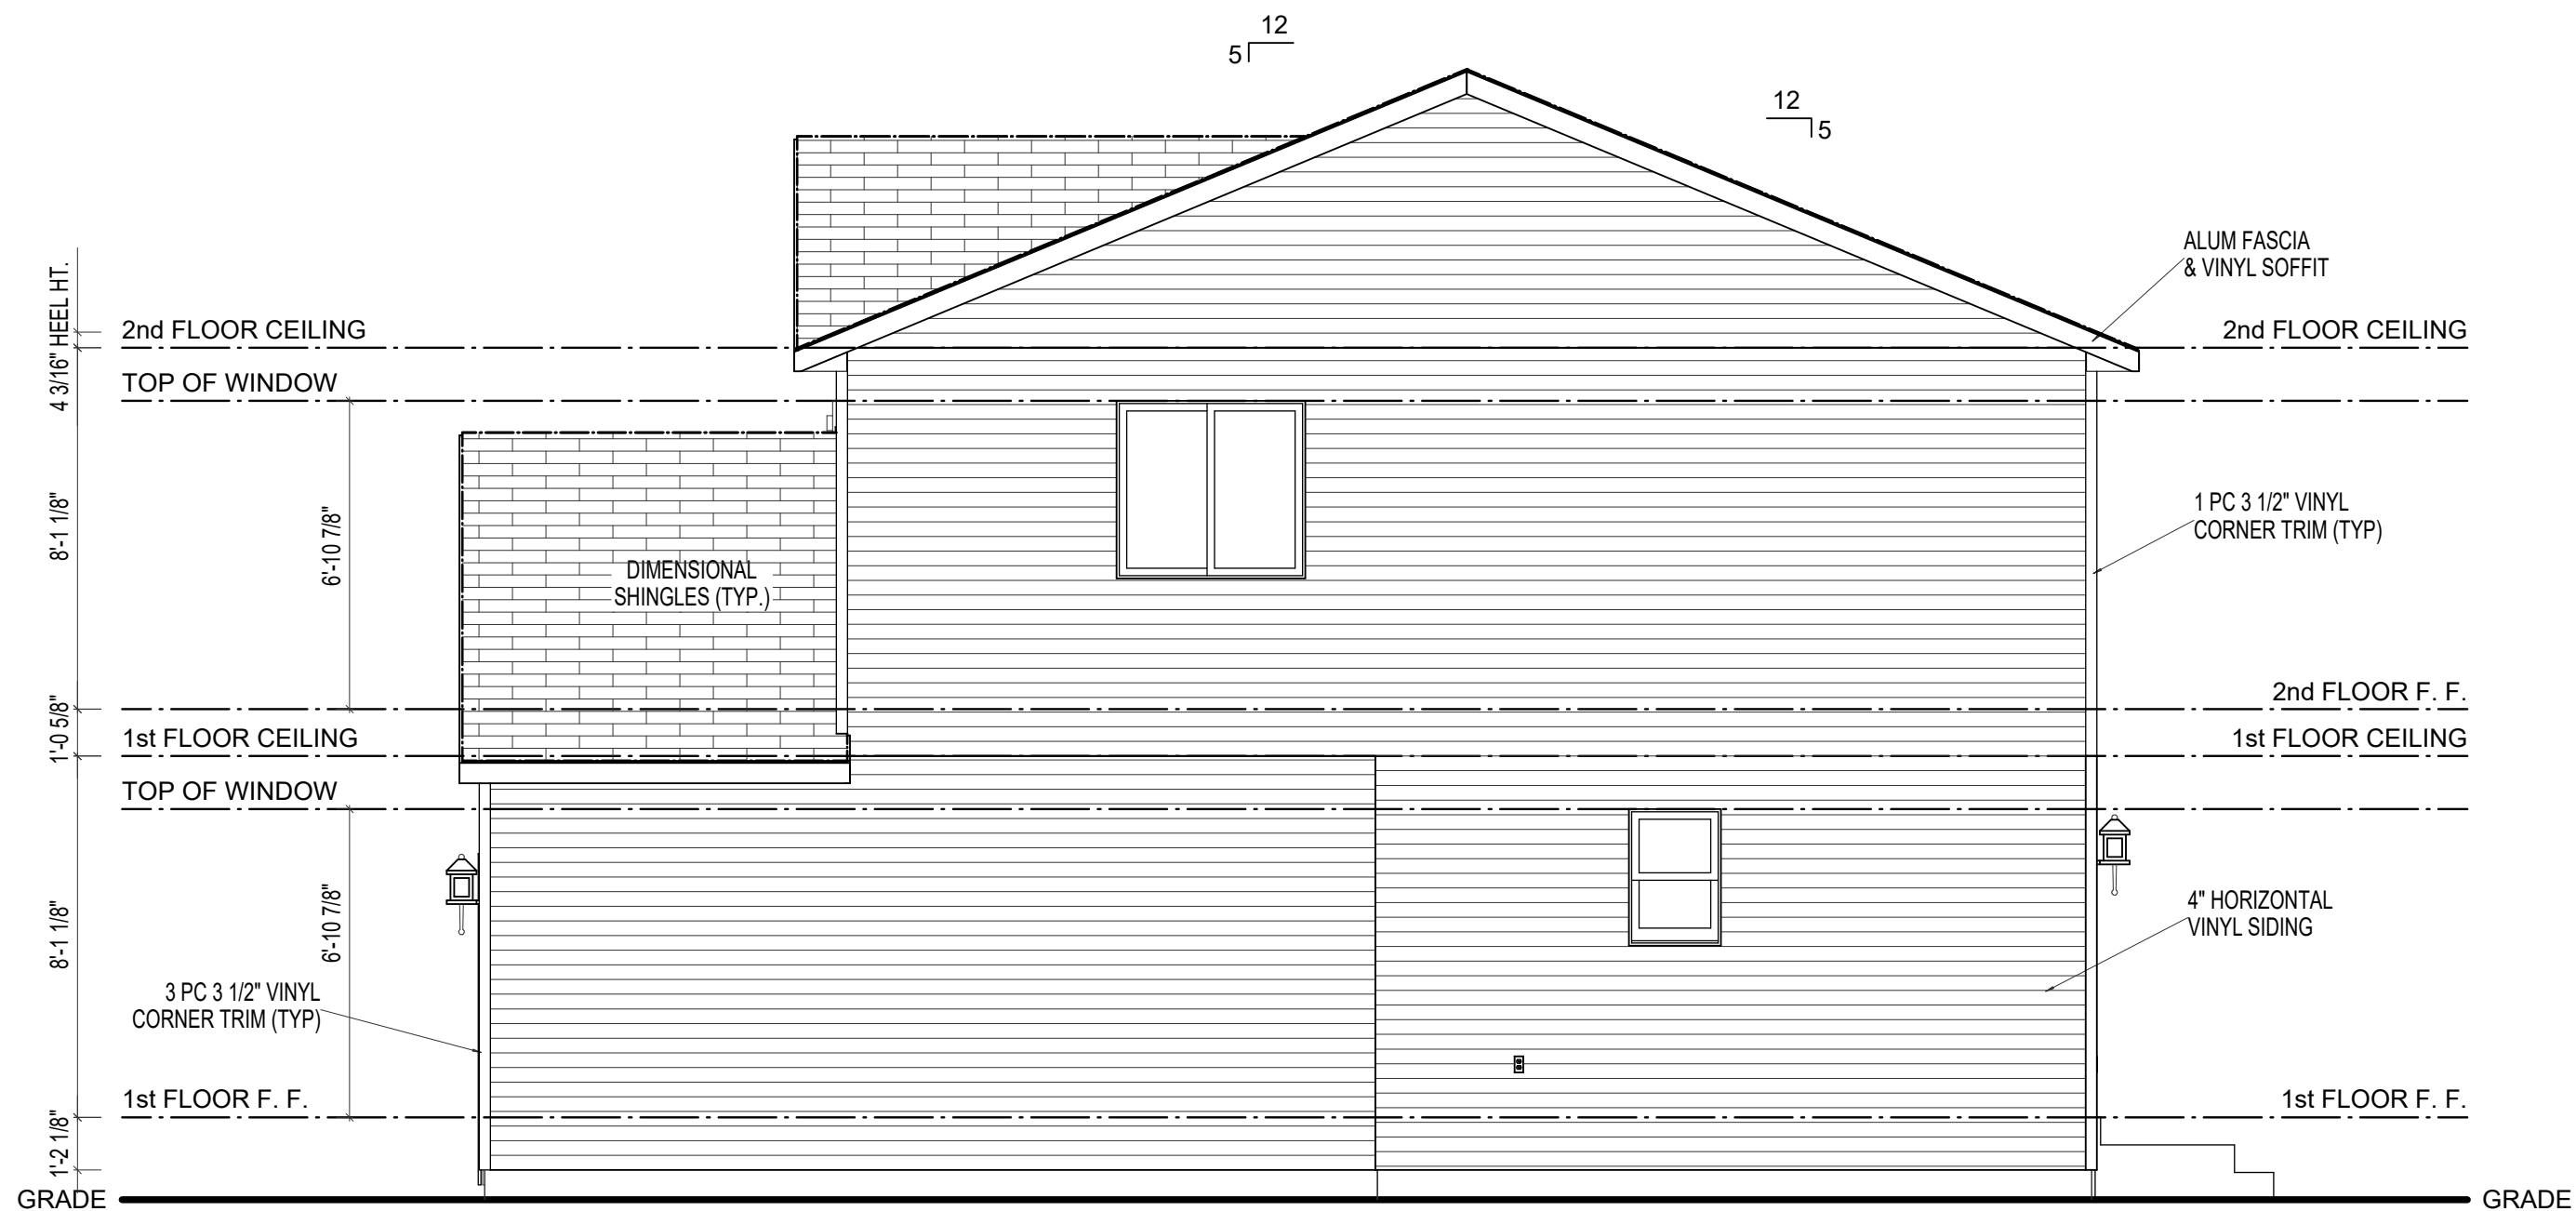 12
5
12
5
ALUM FASCIA
& VINYL SOFFIT
4 3/16" HEEL HT.
2nd FLOOR CEILING
2nd FLOOR CEILING
TOP OF WINDOW
8'-1 1/8"
6'-10 7/8"
1 PC 3 1/2" VINYL
CORNER TRIM (TYP)
DIMENSIONAL
SHINGLES (TYP.)
2nd FLOOR F. F.
1'-0 5/8"
1st FLOOR CEILING
1st FLOOR CEILING
TOP OF WINDOW
8'-1 1/8"
6'-10 7/8"
4" HORIZONTAL
VINYL SIDING
3 PC 3 1/2" VINYL
CORNER TRIM (TYP)
1st FLOOR F. F.
1st FLOOR F. F.
1'-2 1/8"
GRADE
GRADE